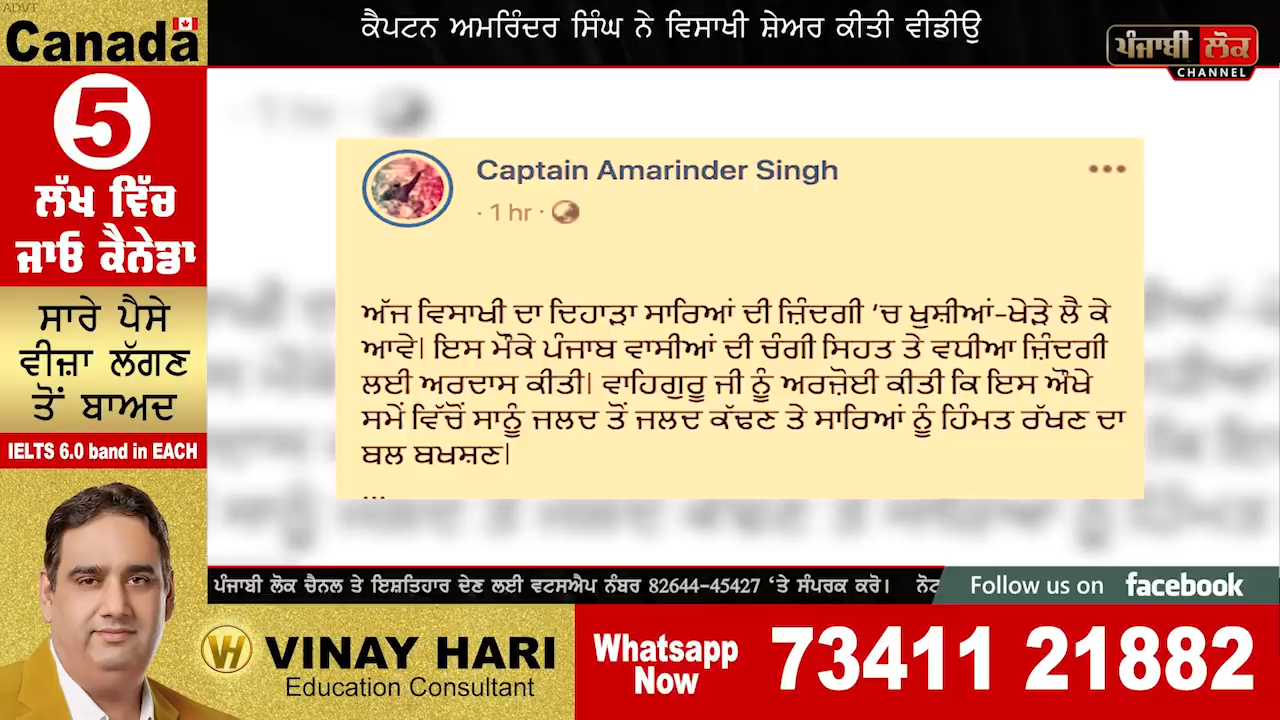 ADVT
Canada
5
ਲੱਖ ਵਿੱਚ
ਜਾਓ ਕੈਨੇਡਾ
ਸਾਰੇ ਪੈਸੇ
ਵੀਜ਼ਾ ਲੱਗਣ
ਤੋਂ ਬਾਅਦ
IELTS 6.0 band in EACH
ਕੈਪਟਨ ਅਮਰਿੰਦਰ ਸਿੰਘ ਨੇ ਵਿਸਾਖੀ ਸ਼ੇਅਰ ਕੀਤੀ ਵੀਡੀਉ
ਪੰਜਾਬੀ ਲੋਕ
CHANNEL
Captain Amarinder Singh
· 1 hr ·
ਅੱਜ ਵਿਸਾਖੀ ਦਾ ਦਿਹਾੜਾ ਸਾਰਿਆਂ ਦੀ ਜ਼ਿੰਦਗੀ ‘ਚ ਖੁਸ਼ੀਆਂ-ਖੇੜੇ ਲੈ ਕੇ
ਆਵੇ। ਇਸ ਮੌਕੇ ਪੰਜਾਬ ਵਾਸੀਆਂ ਦੀ ਚੰਗੀ ਸਿਹਤ ਤੇ ਵਧੀਆ ਜ਼ਿੰਦਗੀ
ਲਈ ਅਰਦਾਸ ਕੀਤੀ। ਵਾਹਿਗੁਰੂ ਜੀ ਨੂੰ ਅਰਜ਼ੋਈ ਕੀਤੀ ਕਿ ਇਸ ਔਖੇ
ਸਮੇਂ ਵਿੱਚੋਂ ਸਾਨੂੰ ਜਲਦ ਤੋਂ ਜਲਦ ਕੱਢਣ ਤੇ ਸਾਰਿਆਂ ਨੂੰ ਹਿੰਮਤ ਰੱਖਣ ਦਾ
ਬਲ ਬਖਸ਼ਣ।
...
ਪੰਜਾਬੀ ਲੋਕ ਚੈਨਲ ਤੇ ਇਸ਼ਤਿਹਾਰ ਦੇਣ ਲਈ ਵਟਸਐਪ ਨੰਬਰ 82644-45427 ‘ਤੇ ਸੰਪਰਕ ਕਰੋ।
Follow us on facebook
WH VINAY HARI
Education Consultant
Whatsapp
Now
73411 21882